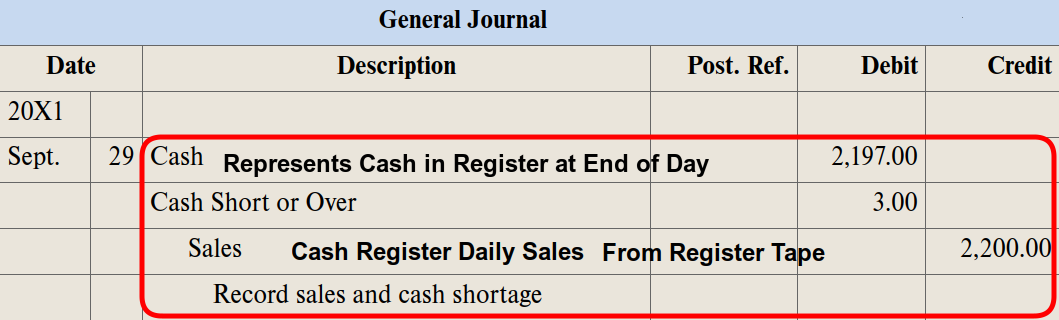 General Journal
Date Description Post. Ref. Debit Credit
20X1
Sept. 29 Cash Represents Cash in Register at End of Day 2,197.00
Cash Short or Over 3.00
Sales Cash Register Daily Sales From Register Tape 2,200.00
Record sales and cash shortage